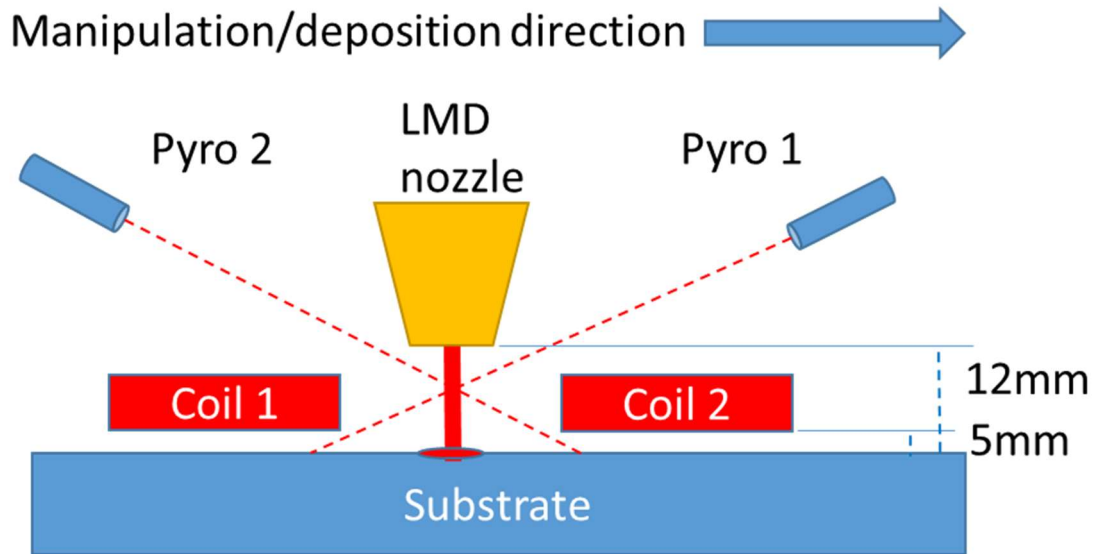 Manipulation/deposition direction
Pyro 2
LMD
nozzle
Pyro 1
Coil 1
Coil 2
12mm
5mm
Substrate